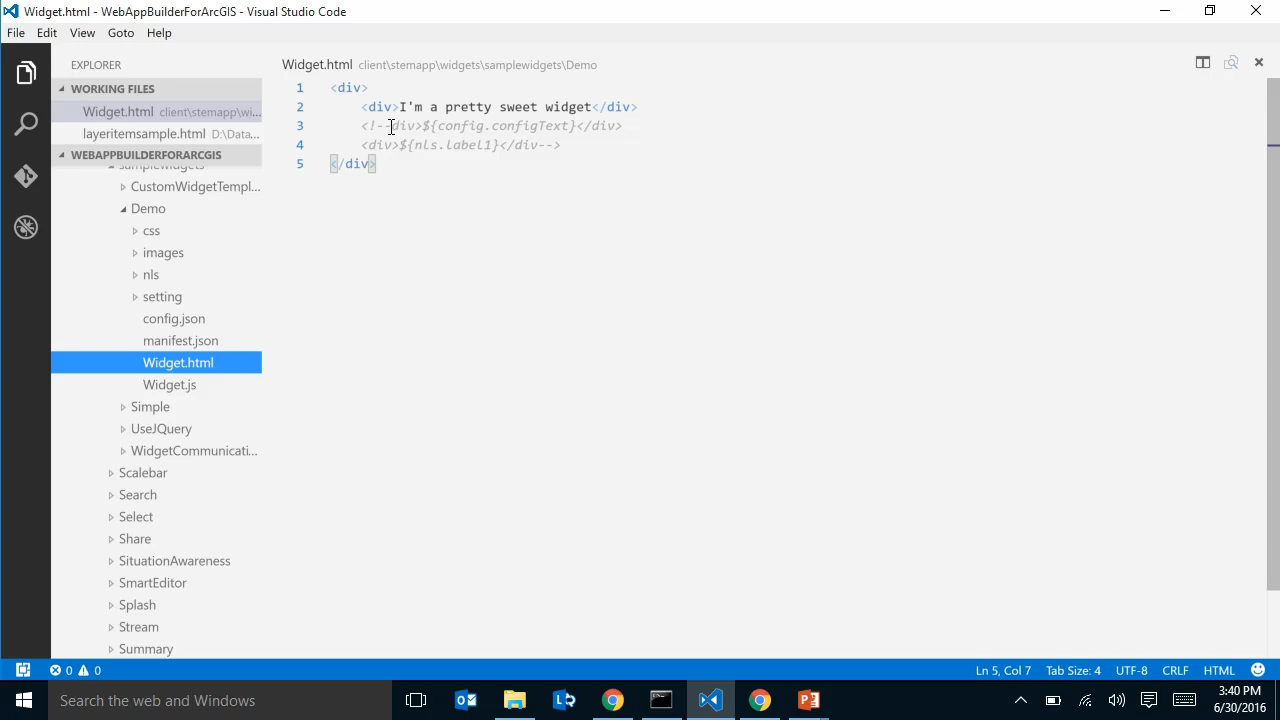 Widget.html - WebAppBuilderForArcGIS - Visual Studio Code
File Edit View Goto Help
EXPLORER
WORKING FILES
Widget.html client\stemapp\wi...
layeritemsample.html D:\Data...
WEBAPPBUILDERFORARCGIS
samplewidgets
CustomWidgetTempl...
Demo
css
images
nls
setting
config.json
manifest.json
Widget.html
Widget.js
Simple
UseJQuery
WidgetCommunicati...
Scalebar
Search
Select
Share
SituationAwareness
SmartEditor
Splash
Stream
Summary
Widget.html client\stemapp\widgets\samplewidgets\Demo
1 <div>
2 <div>I'm a pretty sweet widget</div>
3 <!--div>${config.configText}</div>
4 <div>${nls.label1}</div-->
5 </div>
0 0 Ln 5, Col 7 Tab Size: 4 UTF-8 CRLF HTML
Search the web and Windows
3:40 PM
6/30/2016